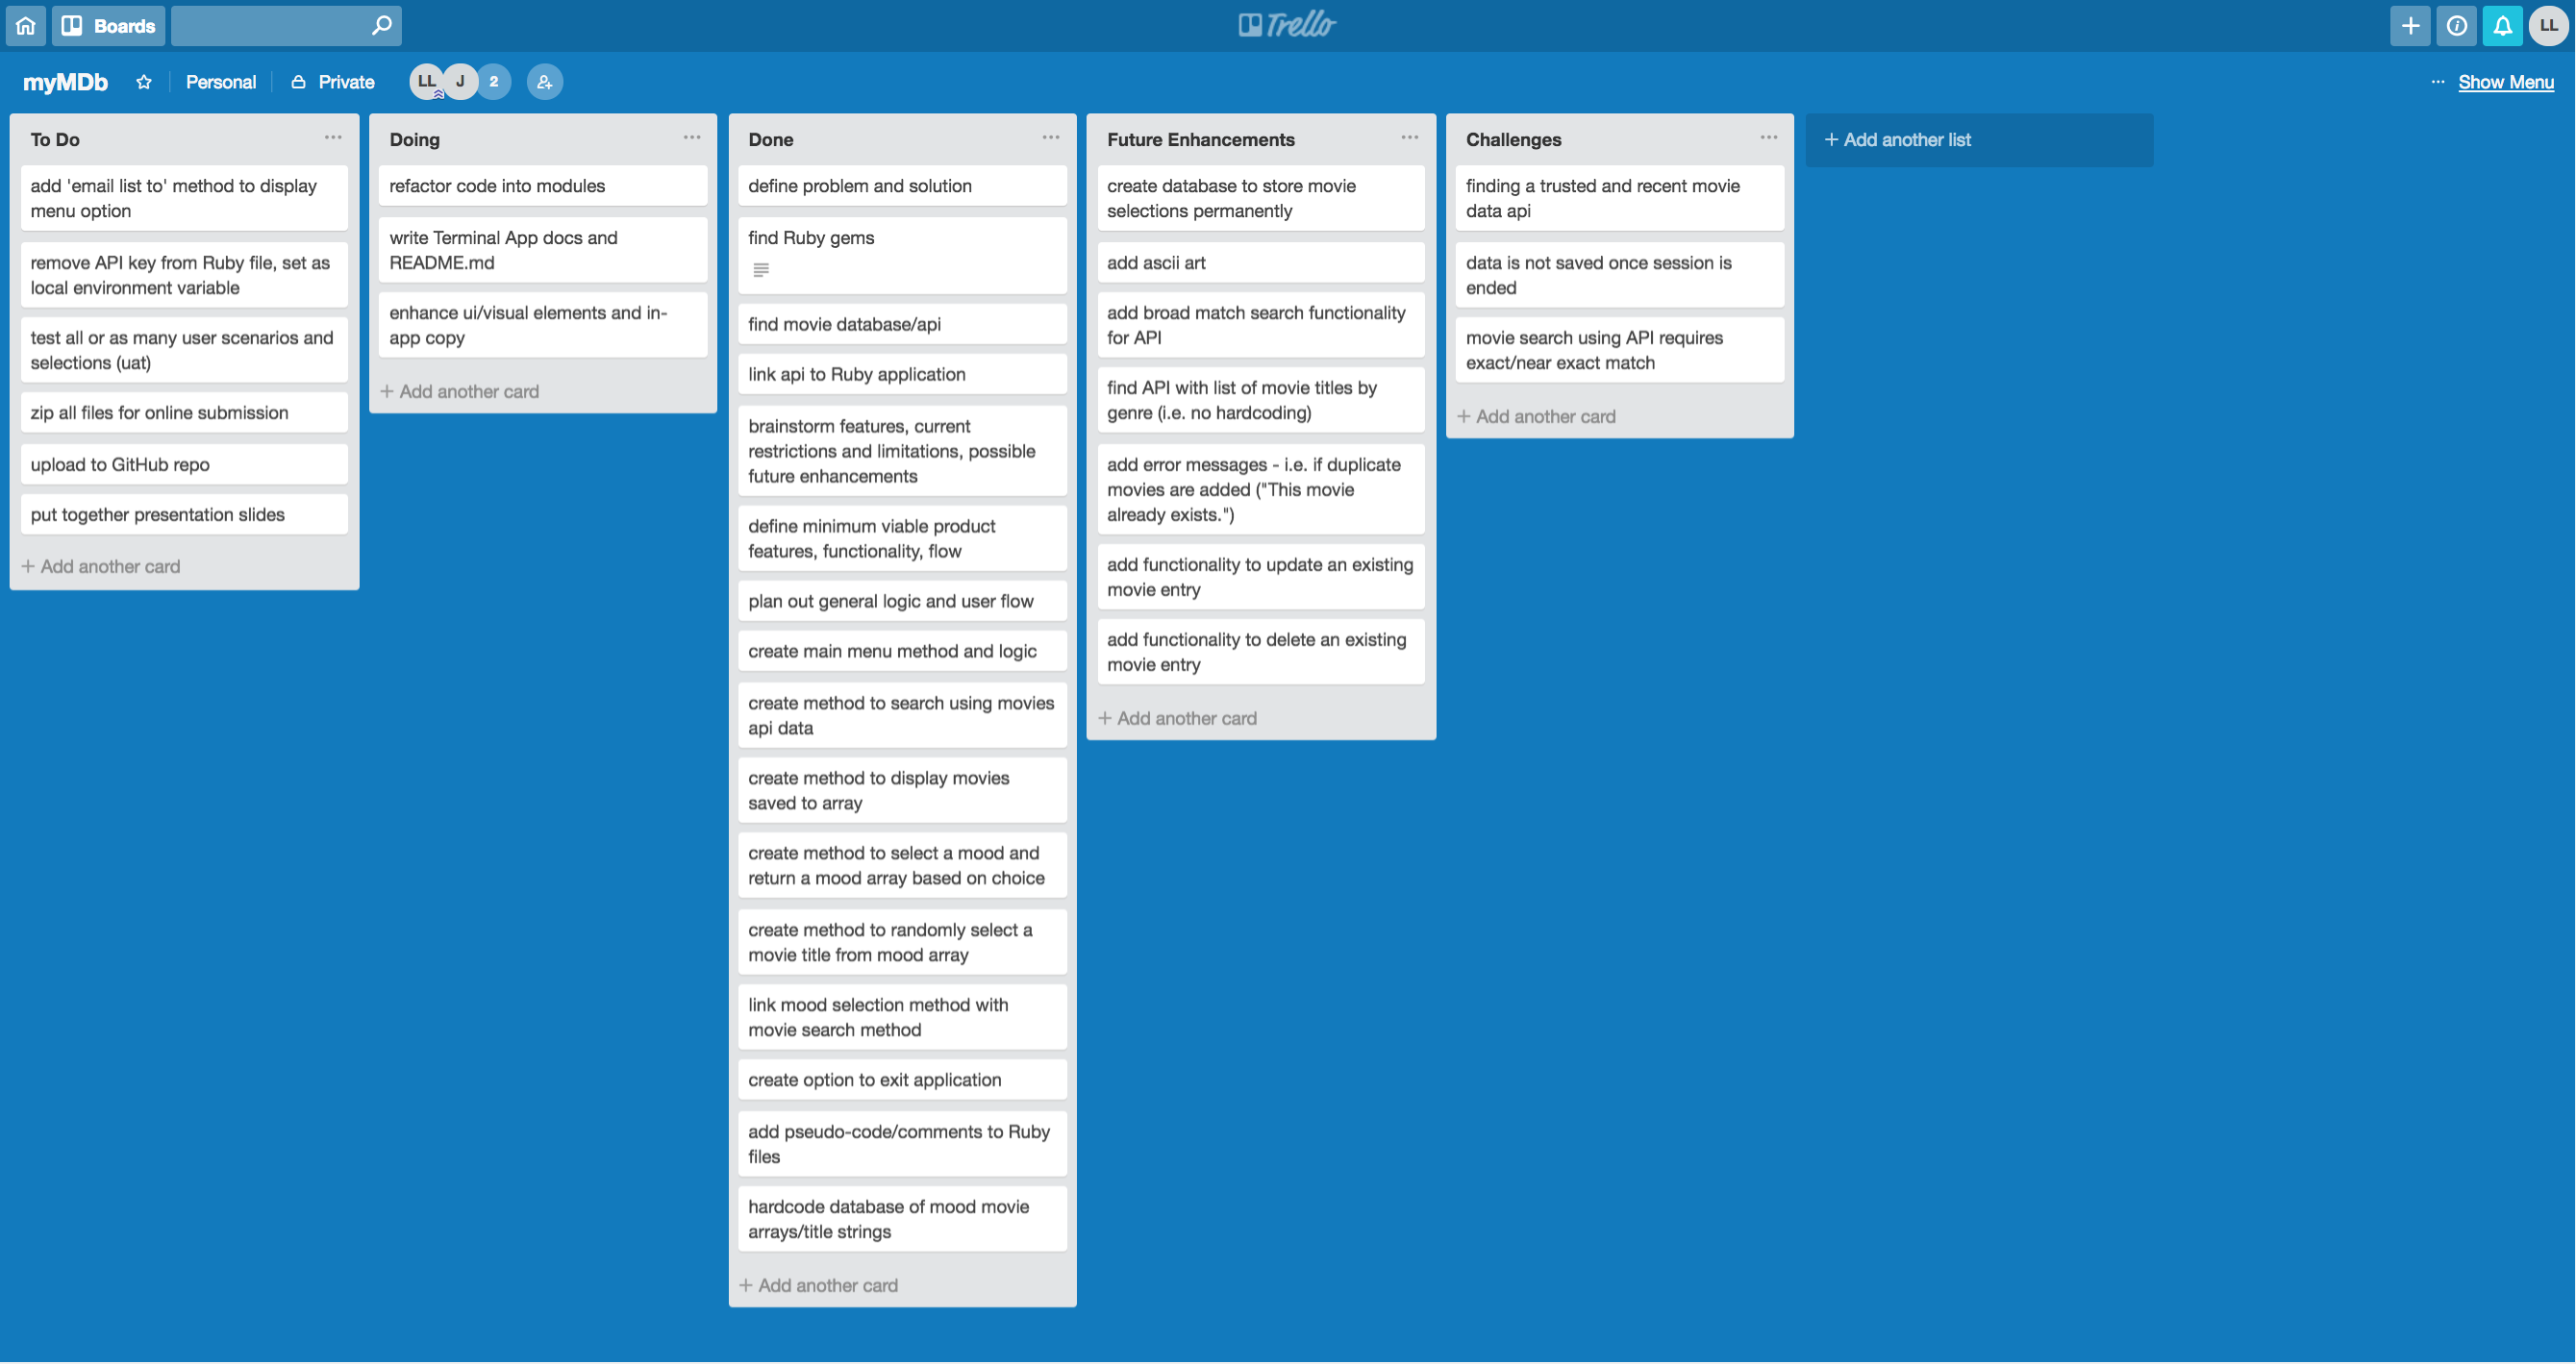 Boards
Trello
LL
myMDb
Personal
Private
LL
J
2
Show Menu
To Do
add 'email list to' method to display
menu option
remove API key from Ruby file, set as
local environment variable
test all or as many user scenarios and
selections (uat)
zip all files for online submission
upload to GitHub repo
put together presentation slides
+ Add another card
Doing
refactor code into modules
write Terminal App docs and
README.md
enhance ui/visual elements and in-
app copy
+ Add another card
Done
define problem and solution
find Ruby gems
find movie database/api
link api to Ruby application
brainstorm features, current
restrictions and limitations, possible
future enhancements
define minimum viable product
features, functionality, flow
plan out general logic and user flow
create main menu method and logic
create method to search using movies
api data
create method to display movies
saved to array
create method to select a mood and
return a mood array based on choice
create method to randomly select a
movie title from mood array
link mood selection method with
movie search method
create option to exit application
add pseudo-code/comments to Ruby
files
hardcode database of mood movie
arrays/title strings
+ Add another card
Future Enhancements
create database to store movie
selections permanently
add ascii art
add broad match search functionality
for API
find API with list of movie titles by
genre (i.e. no hardcoding)
add error messages - i.e. if duplicate
movies are added ("This movie
already exists.")
add functionality to update an existing
movie entry
add functionality to delete an existing
movie entry
+ Add another card
Challenges
finding a trusted and recent movie
data api
data is not saved once session is
ended
movie search using API requires
exact/near exact match
+ Add another card
+ Add another list